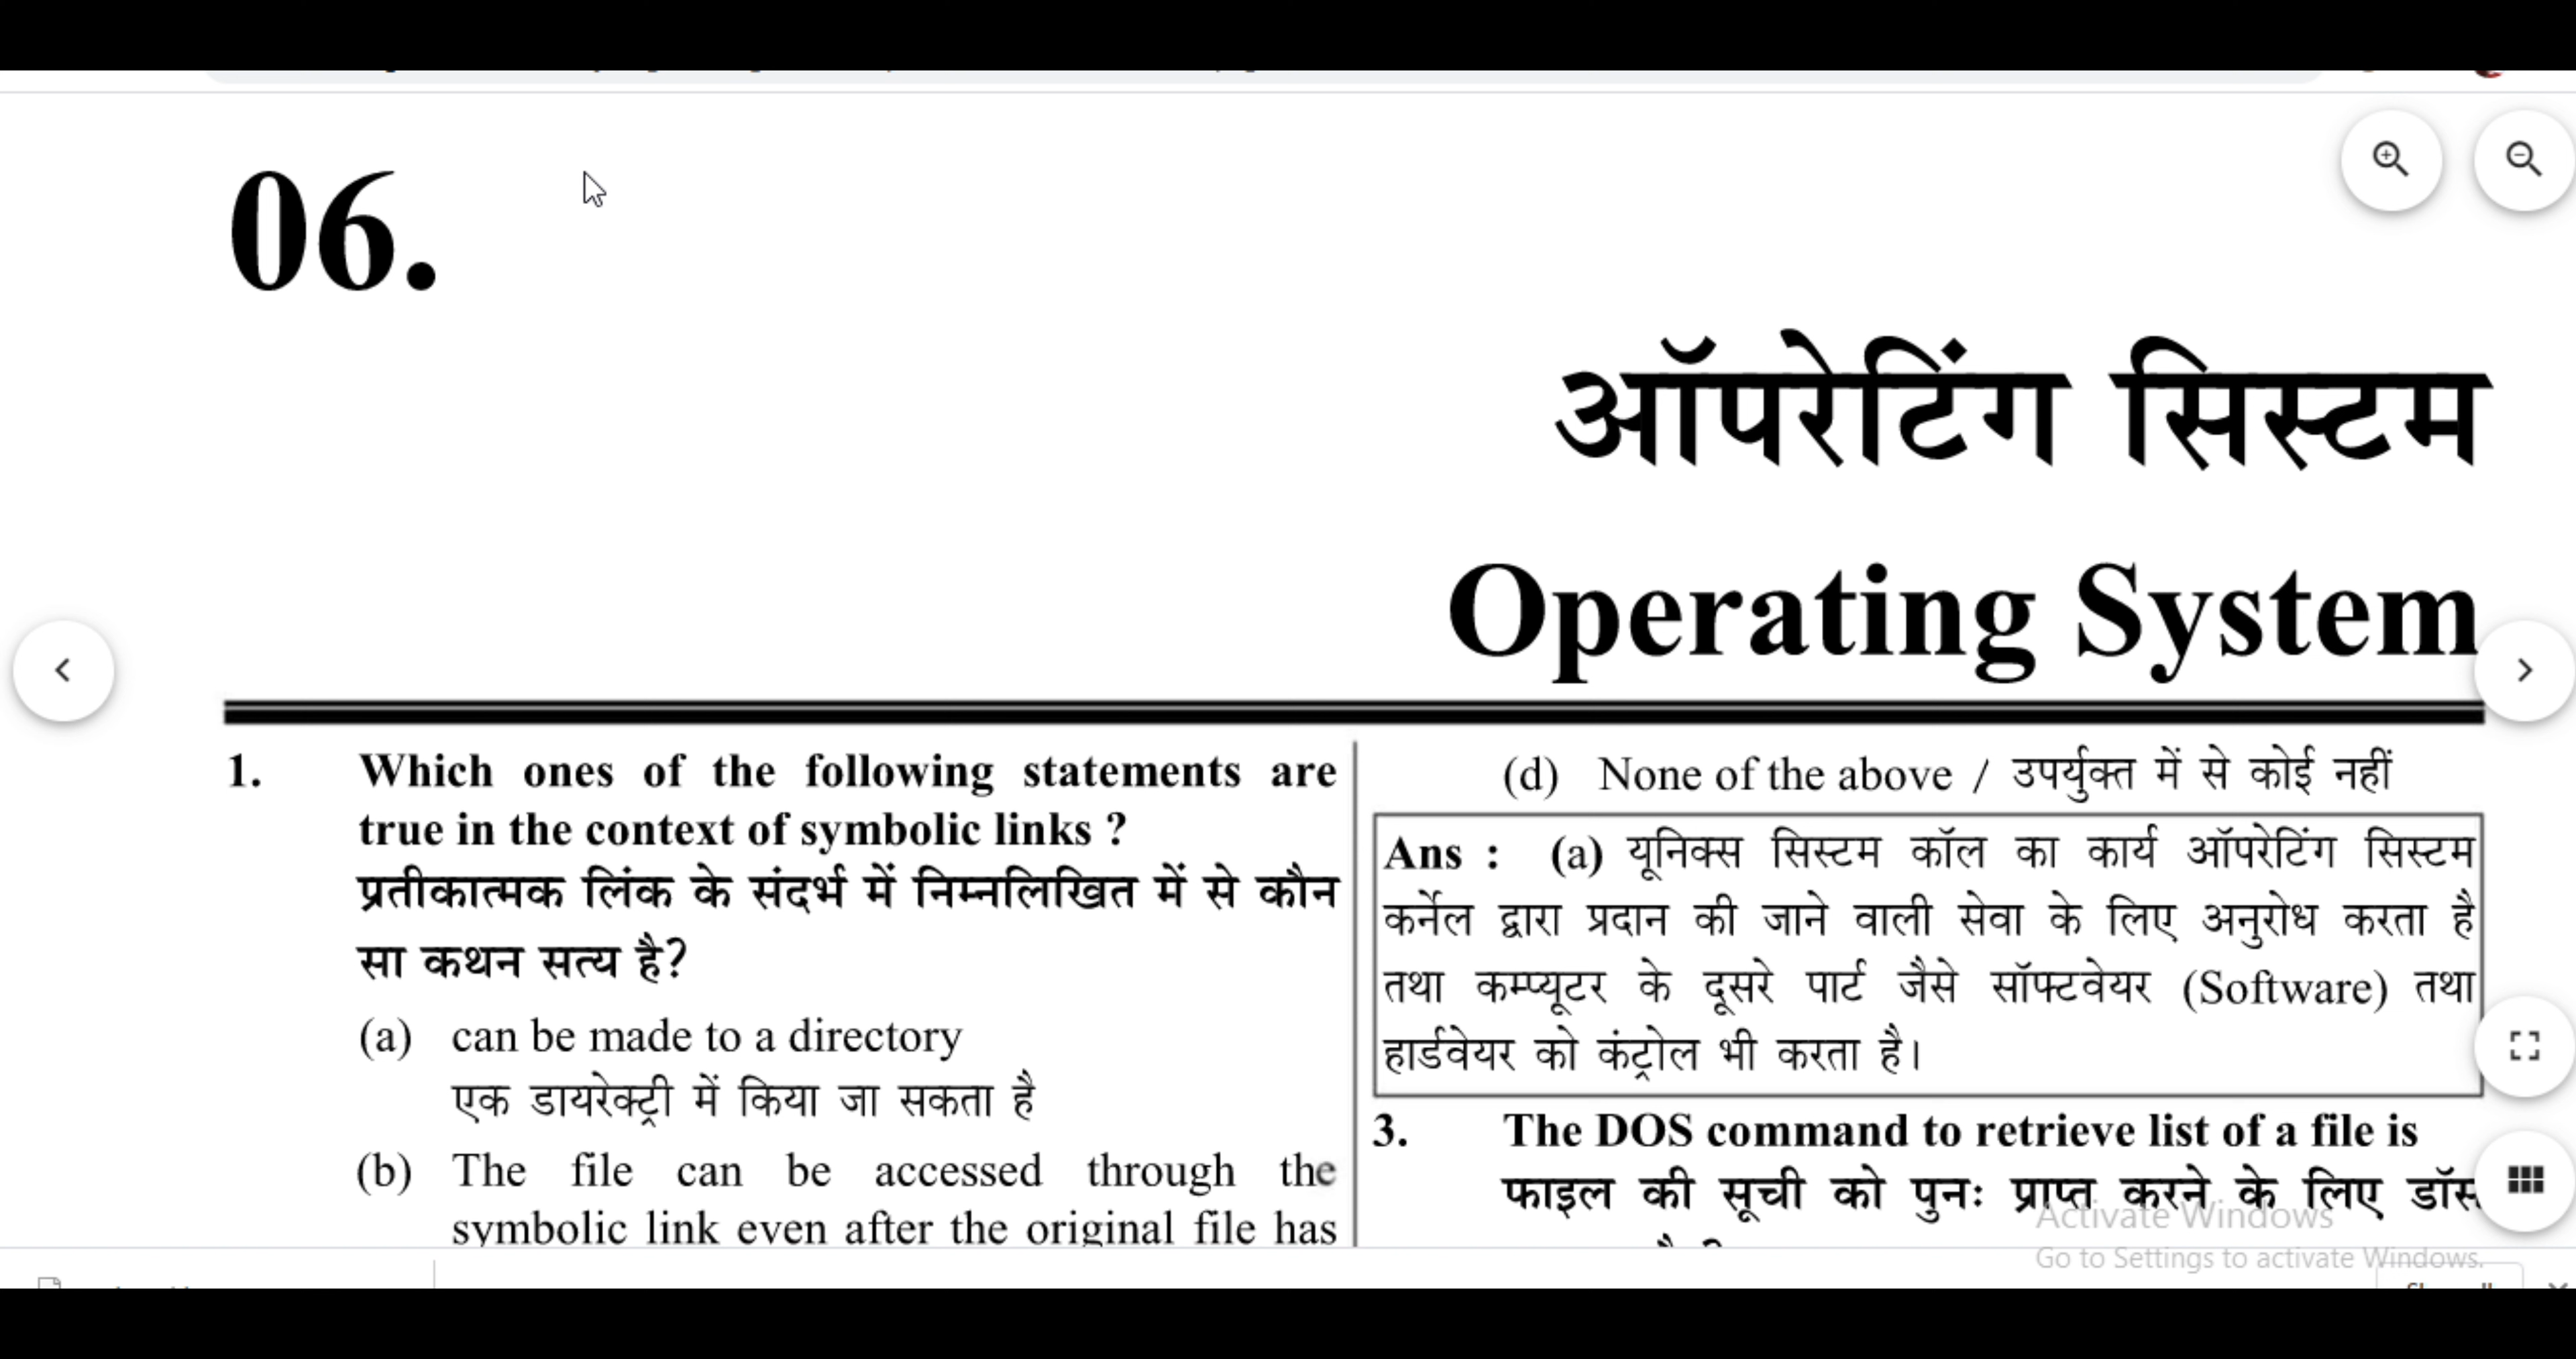 06.
ऑपरेटिंग सिस्टम
Operating System
1. Which ones of the following statements are
true in the context of symbolic links ?
प्रतीकात्मक लिंक के संदर्भ में निम्नलिखित में से कौन
सा कथन सत्य है?
(a) can be made to a directory
एक डायरेक्ट्री में किया जा सकता है
(b) The file can be accessed through the
symbolic link even after the original file has
(d) None of the above / उपर्युक्त में से कोई नहीं
Ans : (a) यूनिक्स सिस्टम कॉल का कार्य ऑपरेटिंग सिस्टम
कर्नेल द्वारा प्रदान की जाने वाली सेवा के लिए अनुरोध करता है
तथा कम्प्यूटर के दूसरे पार्ट जैसे सॉफ्टवेयर (Software) तथा
हार्डवेयर को कंट्रोल भी करता है।
3. The DOS command to retrieve list of a file is
फाइल की सूची को पुनः प्राप्त करने के लिए डॉस
Activate Windows
Go to Settings to activate Windows.